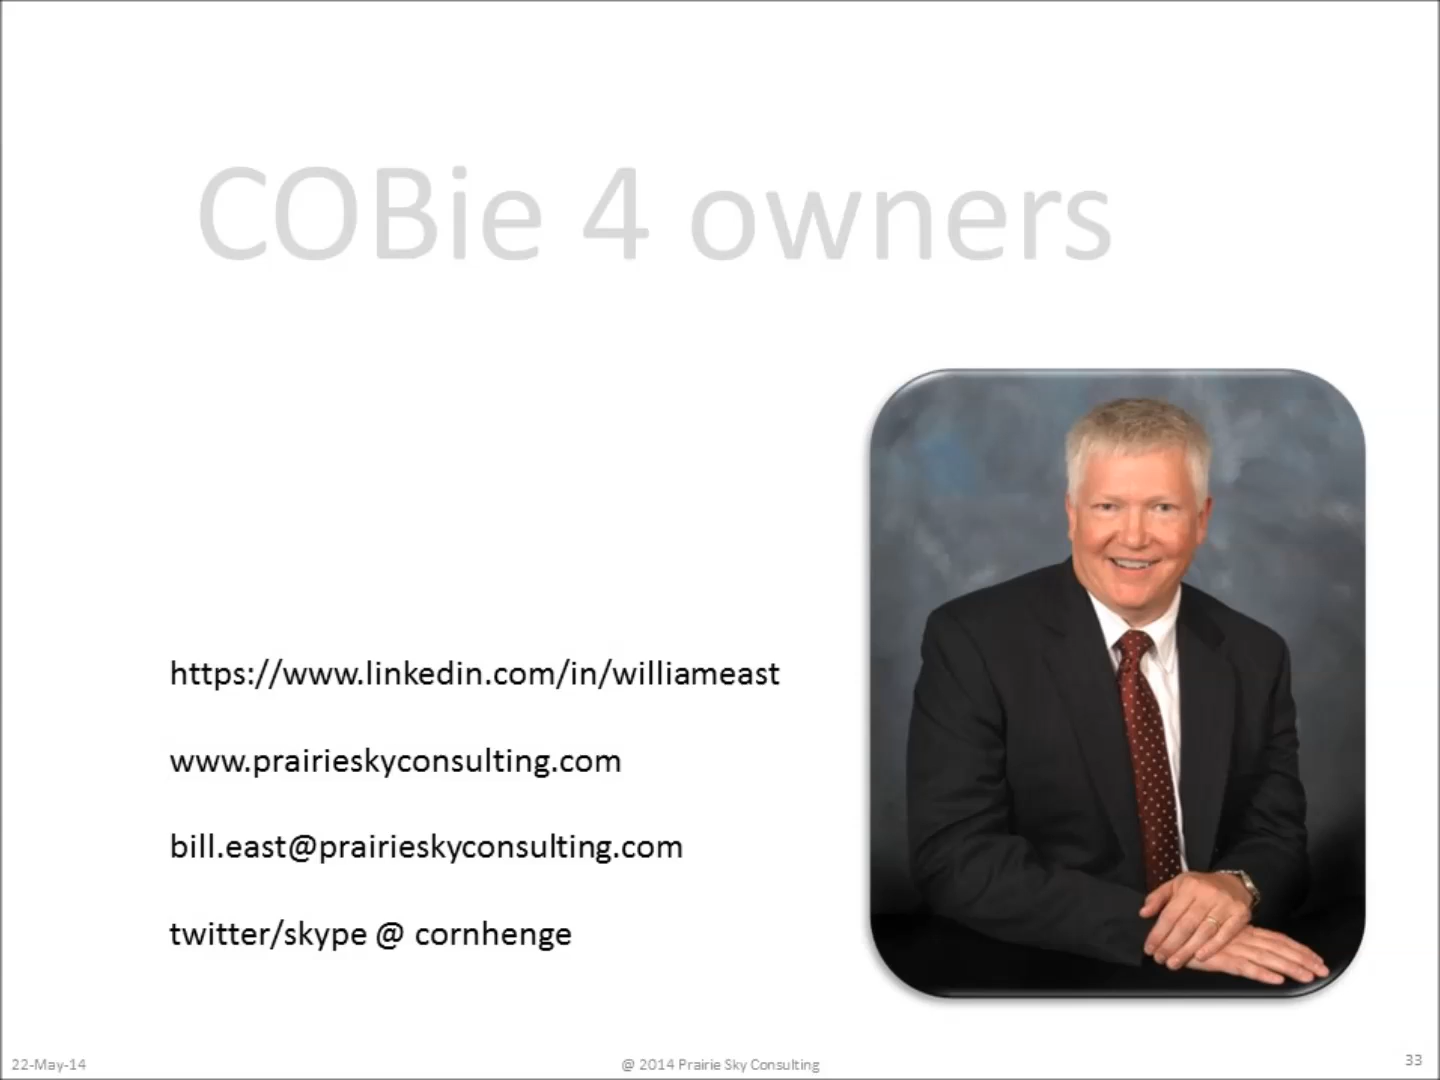 COBie 4 owners
https://www.linkedin.com/in/williameast
www.prairieskyconsulting.com
bill.east@prairieskyconsulting.com
twitter/skype @ cornhenge
22-May-14
@ 2014 Prairie Sky Consulting
33